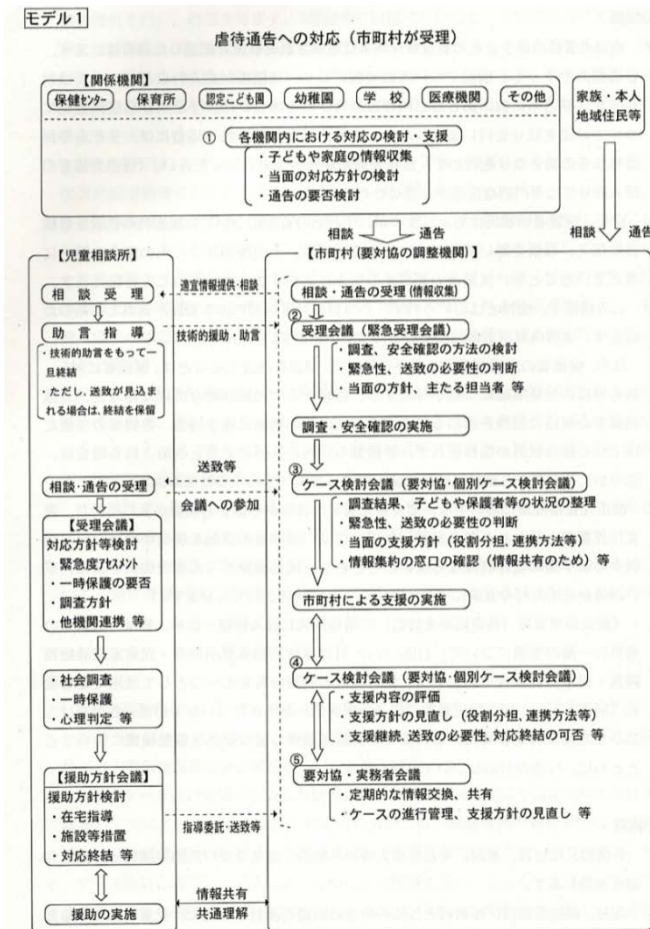 モデル1
虐待通告への対応（市町村が受理）
【関係機関】
保健センター
保育所
認定こども園
幼稚園
学校
医療機関
その他
家族・本人
地域住民等
① 各機関内における対応の検討・支援
・子どもや家庭の情報収集
・当面の対応方針の検討
・通告の要否検討
相談 通告
相談 通告
【児童相談所】
【市町村（要対協の調整機関）】
相談受理
適宜情報提供・相談
相談・通告の受理（情報収集）
助言指導
技術的援助・助言
②
受理会議（緊急受理会議）
・技術的助言をもって一
旦終結
・ただし、送致が見込ま
れる場合は、終結を保留
・調査、安全確認の方法の検討
・緊急性、送致の必要性の判断
・当面の方針、主たる担当者 等
調査・安全確認の実施
相談・通告の受理
送致等
会議への参加
③
ケース検討会議（要対協・個別ケース検討会議）
・調査結果、子どもや保護者等の状況の整理
・緊急性、送致の必要性の判断
・当面の支援方針（役割分担、連携方法等）
・情報集約の窓口の確認（情報共有のため）等
【受理会議】
対応方針等検討
・緊急度アセスメント
・一時保護の要否
・調査方針
・他機関連携 等
市町村による支援の実施
④
ケース検討会議（要対協・個別ケース検討会議）
・社会調査
・一時保護
・心理判定 等
・支援内容の評価
・支援方針の見直し（役割分担、連携方法等）
・支援継続、送致の必要性、対応終結の可否 等
⑤
要対協・実務者会議
・定期的な情報交換、共有
・ケースの進行管理、支援方針の見直し 等
【援助方針会議】
援助方針検討
・在宅指導
・施設等措置
・対応終結 等
指導委託・送致等
援助の実施
情報共有
共通理解